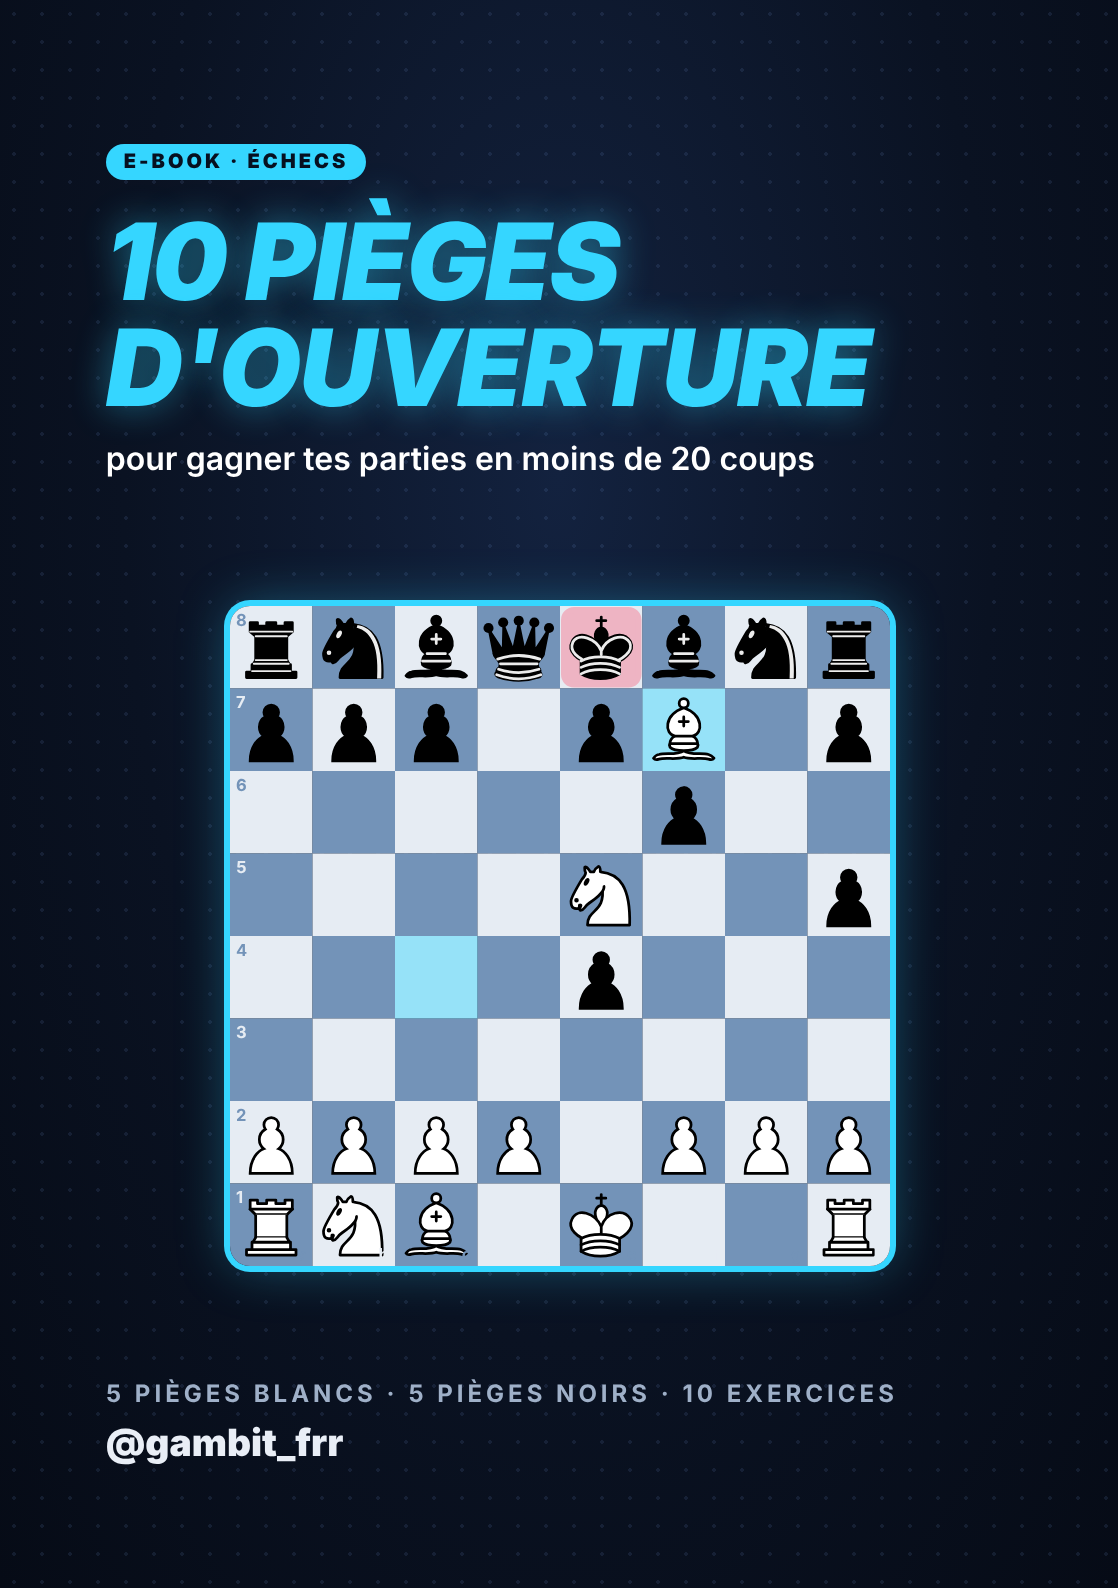 E-BOOK · ÉCHECS
10 PIÈGES
D'OUVERTURE
pour gagner tes parties en moins de 20 coups
8
7
6
5
4
3
2
1
5 PIÈGES BLANCS · 5 PIÈGES NOIRS · 10 EXERCICES
@gambit_frr